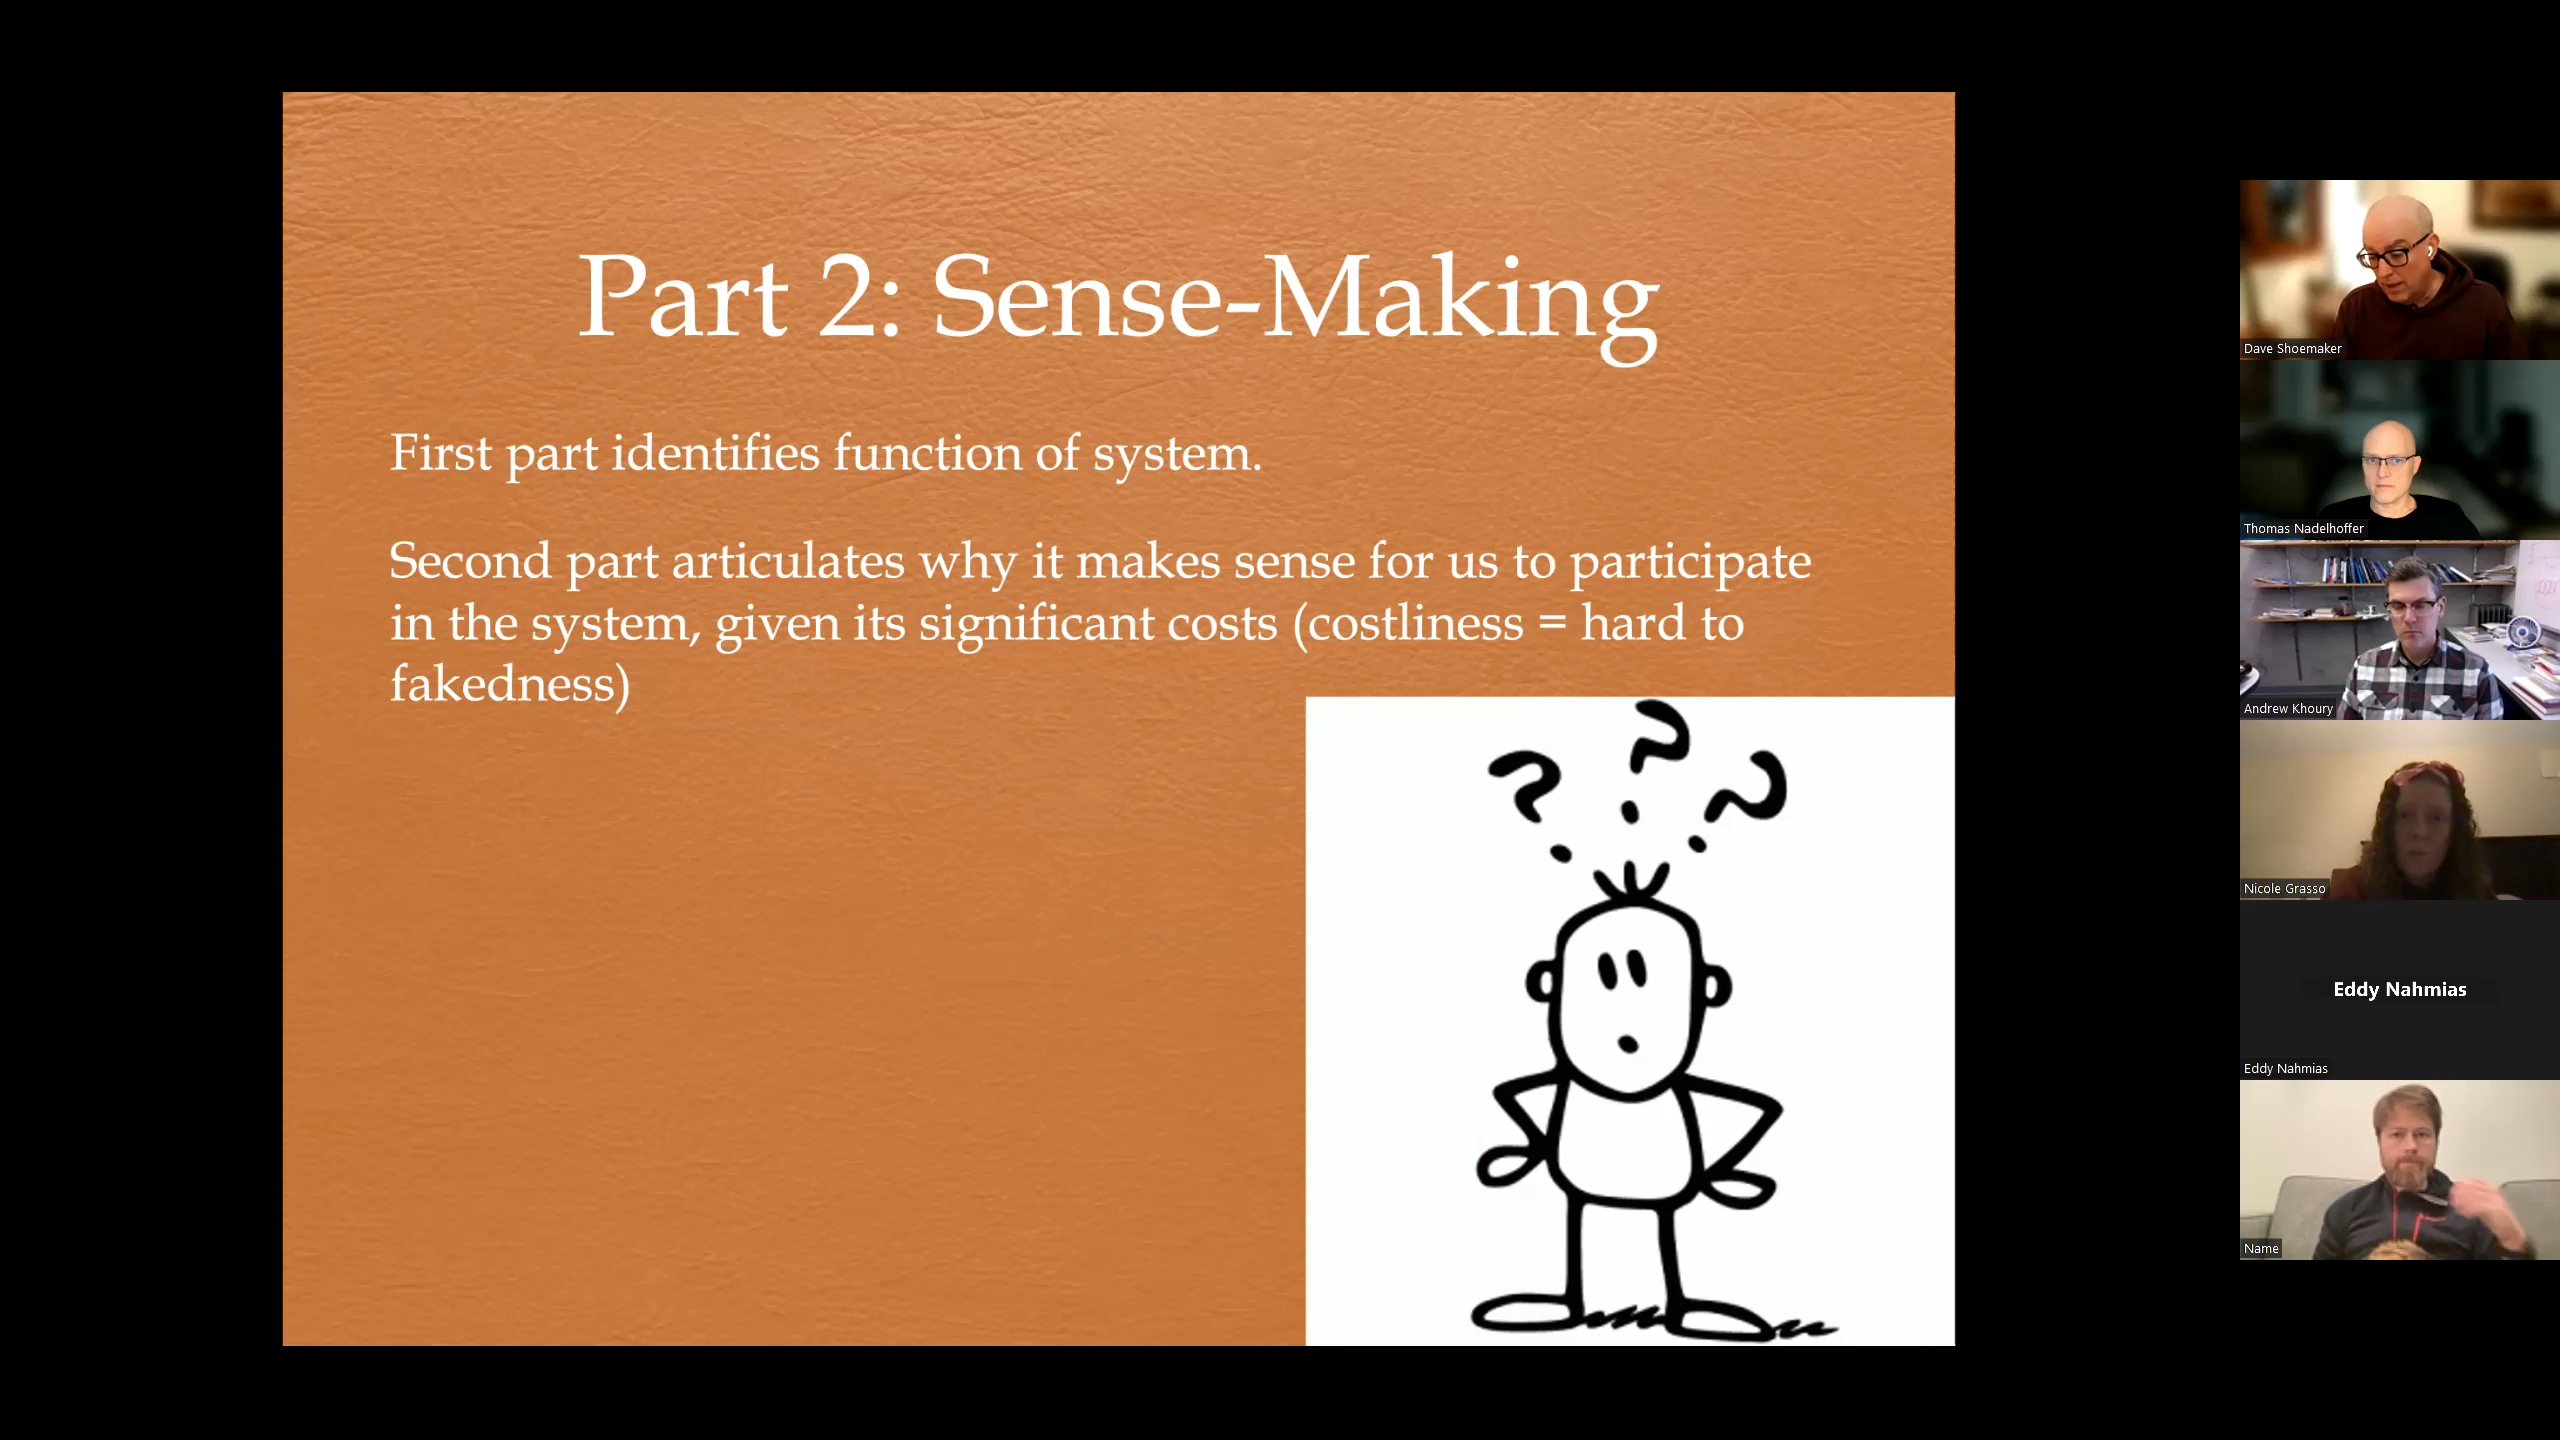 Part 2: Sense-Making
First part identifies function of system.
Second part articulates why it makes sense for us to participate
in the system, given its significant costs (costliness = hard to
fakedness)
? ? ?
Dave Shoemaker
Thomas Nadelhoffer
Andrew Khoury
Nicole Grasso
Eddy Nahmias
Eddy Nahmias
Name